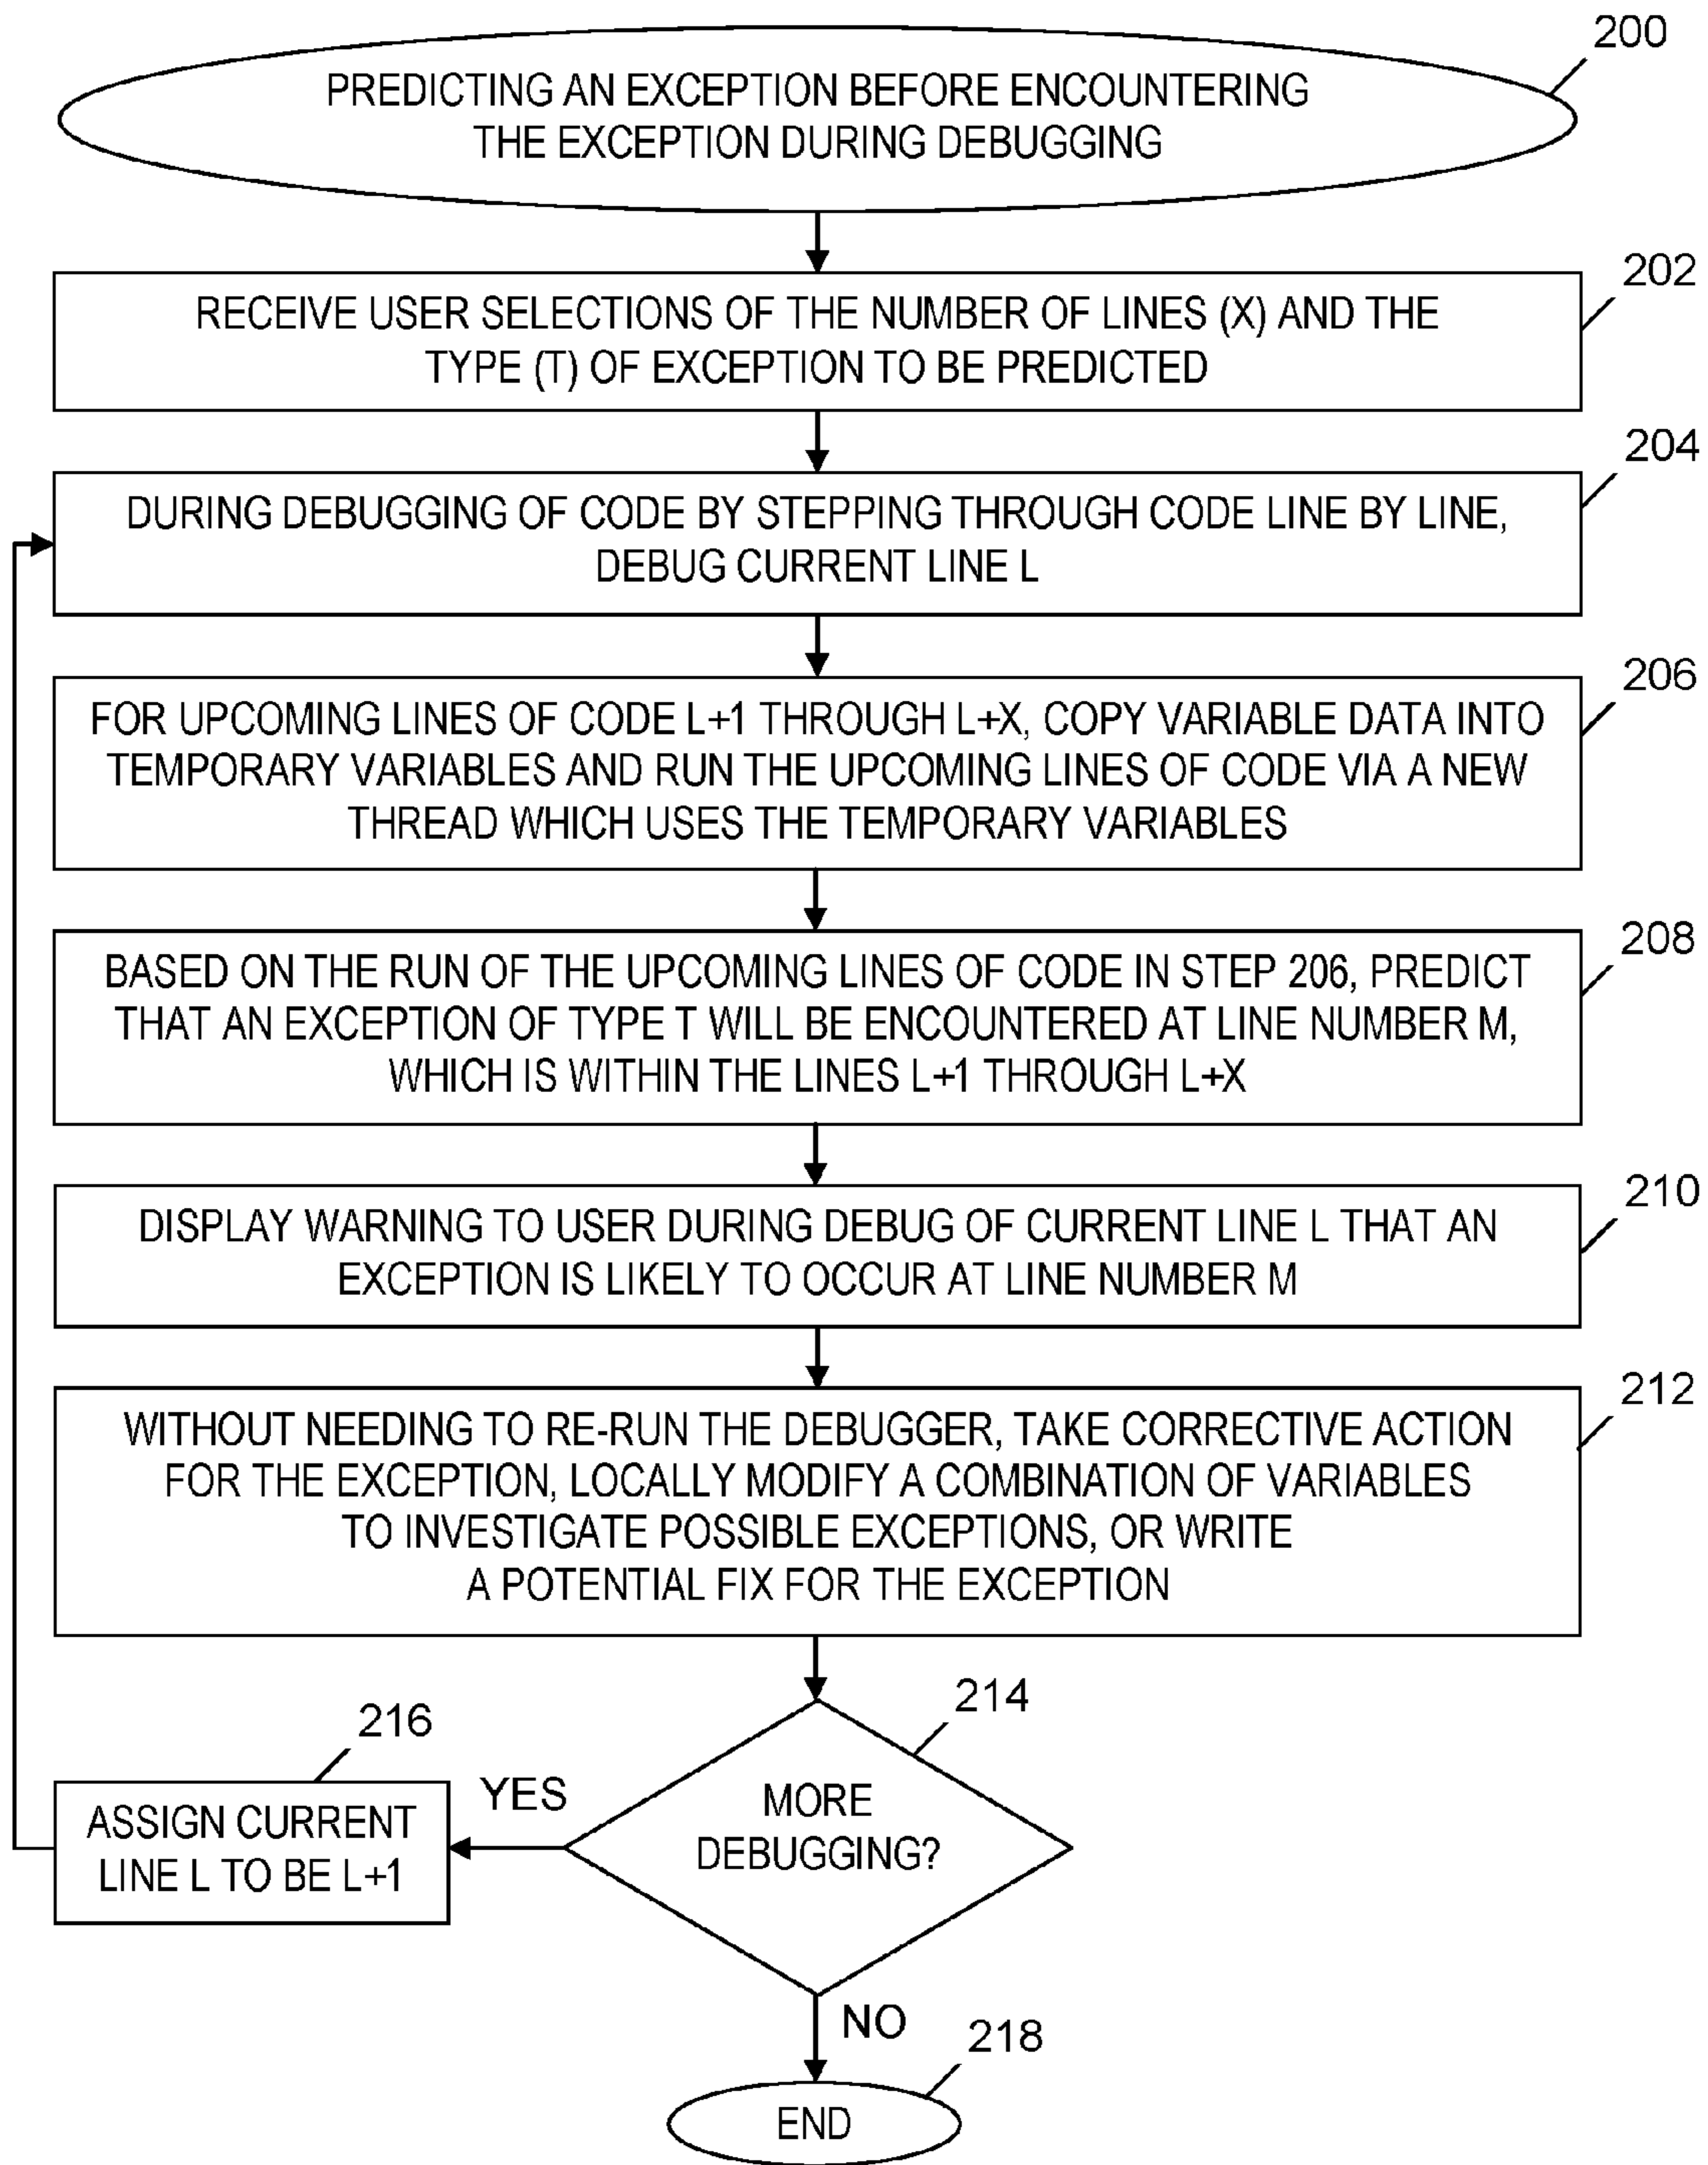 200
PREDICTING AN EXCEPTION BEFORE ENCOUNTERING
THE EXCEPTION DURING DEBUGGING
202
RECEIVE USER SELECTIONS OF THE NUMBER OF LINES (X) AND THE
TYPE (T) OF EXCEPTION TO BE PREDICTED
204
DURING DEBUGGING OF CODE BY STEPPING THROUGH CODE LINE BY LINE,
DEBUG CURRENT LINE L
206
FOR UPCOMING LINES OF CODE L+1 THROUGH L+X, COPY VARIABLE DATA INTO
TEMPORARY VARIABLES AND RUN THE UPCOMING LINES OF CODE VIA A NEW
THREAD WHICH USES THE TEMPORARY VARIABLES
208
BASED ON THE RUN OF THE UPCOMING LINES OF CODE IN STEP 206, PREDICT
THAT AN EXCEPTION OF TYPE T WILL BE ENCOUNTERED AT LINE NUMBER M,
WHICH IS WITHIN THE LINES L+1 THROUGH L+X
210
DISPLAY WARNING TO USER DURING DEBUG OF CURRENT LINE L THAT AN
EXCEPTION IS LIKELY TO OCCUR AT LINE NUMBER M
212
WITHOUT NEEDING TO RE-RUN THE DEBUGGER, TAKE CORRECTIVE ACTION
FOR THE EXCEPTION, LOCALLY MODIFY A COMBINATION OF VARIABLES
TO INVESTIGATE POSSIBLE EXCEPTIONS, OR WRITE
A POTENTIAL FIX FOR THE EXCEPTION
214
MORE
DEBUGGING?
YES
216
ASSIGN CURRENT
LINE L TO BE L+1
NO
218
END